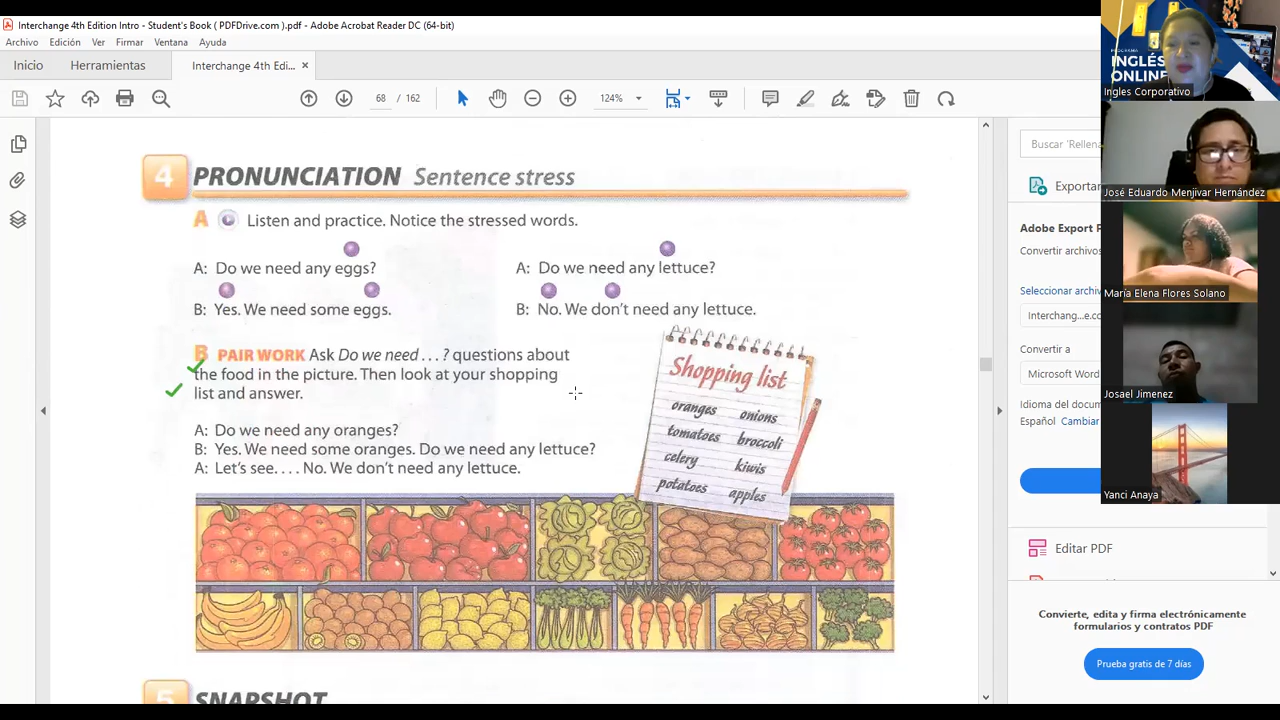 Interchange 4th Edition Intro - Student's Book ( PDFDrive.com ).pdf - Adobe Acrobat Reader DC (64-bit)
Archivo Edición Ver Firmar Ventana Ayuda
Inicio Herramientas Interchange 4th Edi... ×
68 / 162 124%
4 PRONUNCIATION Sentence stress
A Listen and practice. Notice the stressed words.
A: Do we need any eggs?
B: Yes. We need some eggs.
A: Do we need any lettuce?
B: No. We don't need any lettuce.
B PAIR WORK Ask Do we need . . . ? questions about
the food in the picture. Then look at your shopping
list and answer.
A: Do we need any oranges?
B: Yes. We need some oranges. Do we need any lettuce?
A: Let's see. . . . No. We don't need any lettuce.
Shopping list
oranges onions
tomatoes broccoli
celery kiwis
potatoes apples
5 SNAPSHOT
Buscar 'Rellena
Exportar
Adobe Export P
Convertir archivos
Seleccionar archiv
Interchang...e.co
Convertir a
Microsoft Word
Idioma del docum
Español Cambiar
Editar PDF
Convierte, edita y firma electrónicamente
formularios y contratos PDF
Prueba gratis de 7 días
PROGRAMA
INGLÉS
ONLINE
Ingles Corporativo
José Eduardo Menjivar Hernández
María Elena Flores Solano
Josael Jimenez
Yanci Anaya